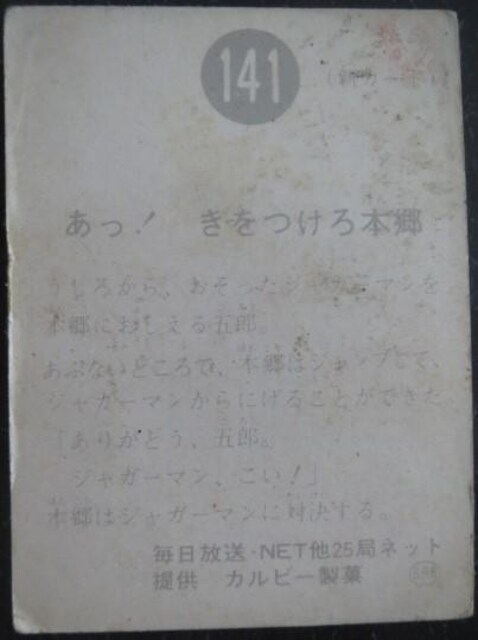 141
あっ！　きをつけろ本郷
うしろから、おそったジャガーマンを
本郷におしえる五郎。
あぶないところで、本郷はジャンプして、
ジャガーマンからにげることができた
「ありがとう、五郎。
ジャガーマン、こい！」
本郷はジャガーマンに対決する。
毎日放送・NET他25局ネット
提供　カルビー製菓